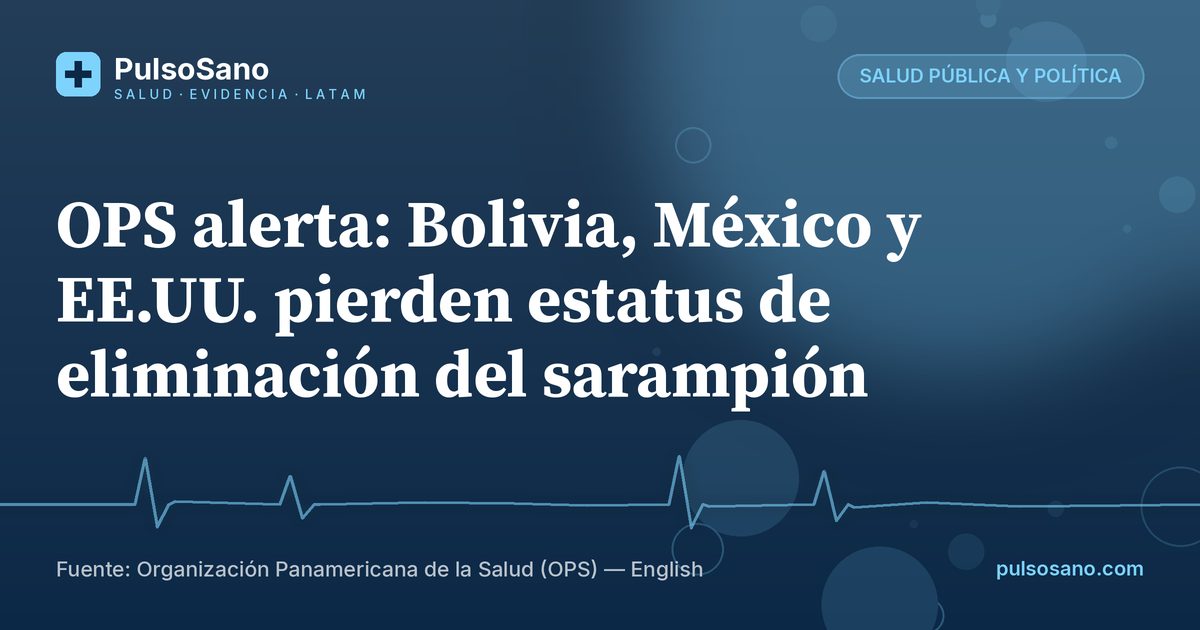 PulsoSano
SALUD · EVIDENCIA · LATAM
SALUD PÚBLICA Y POLÍTICA
OPS alerta: Bolivia, México y
EE.UU. pierden estatus de
eliminación del sarampión
Fuente: Organización Panamericana de la Salud (OPS) — English
pulsosano.com